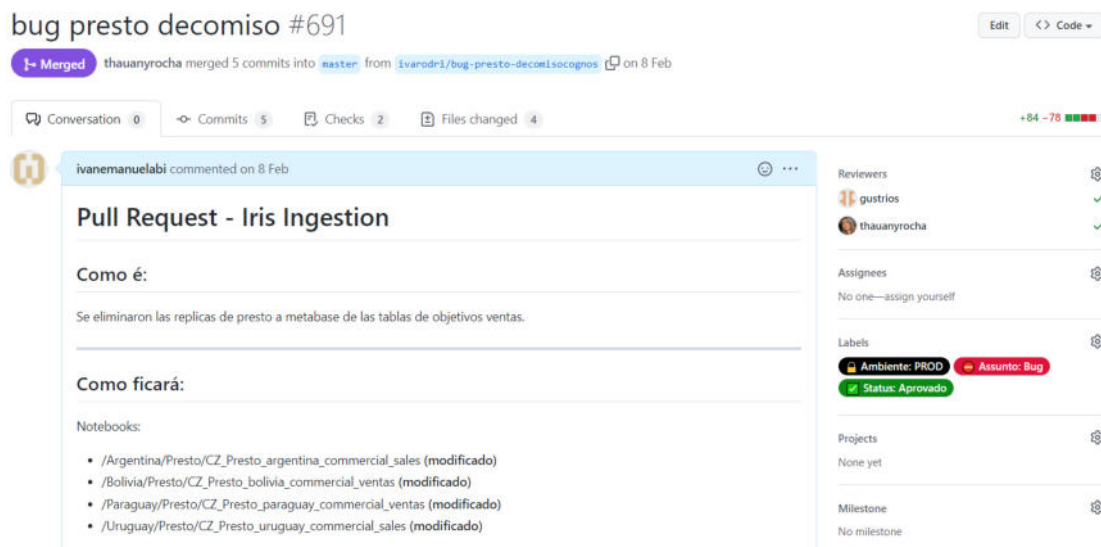 bug presto decomiso #691
Edit
<> Code
Merged
thauanyrocha merged 5 commits into master from ivarodri/bug-presto-decomisocognos on 8 Feb
Conversation 0
Commits 5
Checks 2
Files changed 4
+84 −78
ivanemanuelabi commented on 8 Feb
Pull Request - Iris Ingestion
Como é:
Se eliminaron las replicas de presto a metabase de las tablas de objetivos ventas.
Como ficará:
Notebooks:
• /Argentina/Presto/CZ_Presto_argentina_commercial_sales (modificado)
• /Bolivia/Presto/CZ_Presto_bolivia_commercial_ventas (modificado)
• /Paraguay/Presto/CZ_Presto_paraguay_commercial_ventas (modificado)
• /Uruguay/Presto/CZ_Presto_uruguay_commercial_sales (modificado)
Reviewers
gustrios
thauanyrocha
Assignees
No one—assign yourself
Labels
Ambiente: PROD
Assunto: Bug
Status: Aprovado
Projects
None yet
Milestone
No milestone